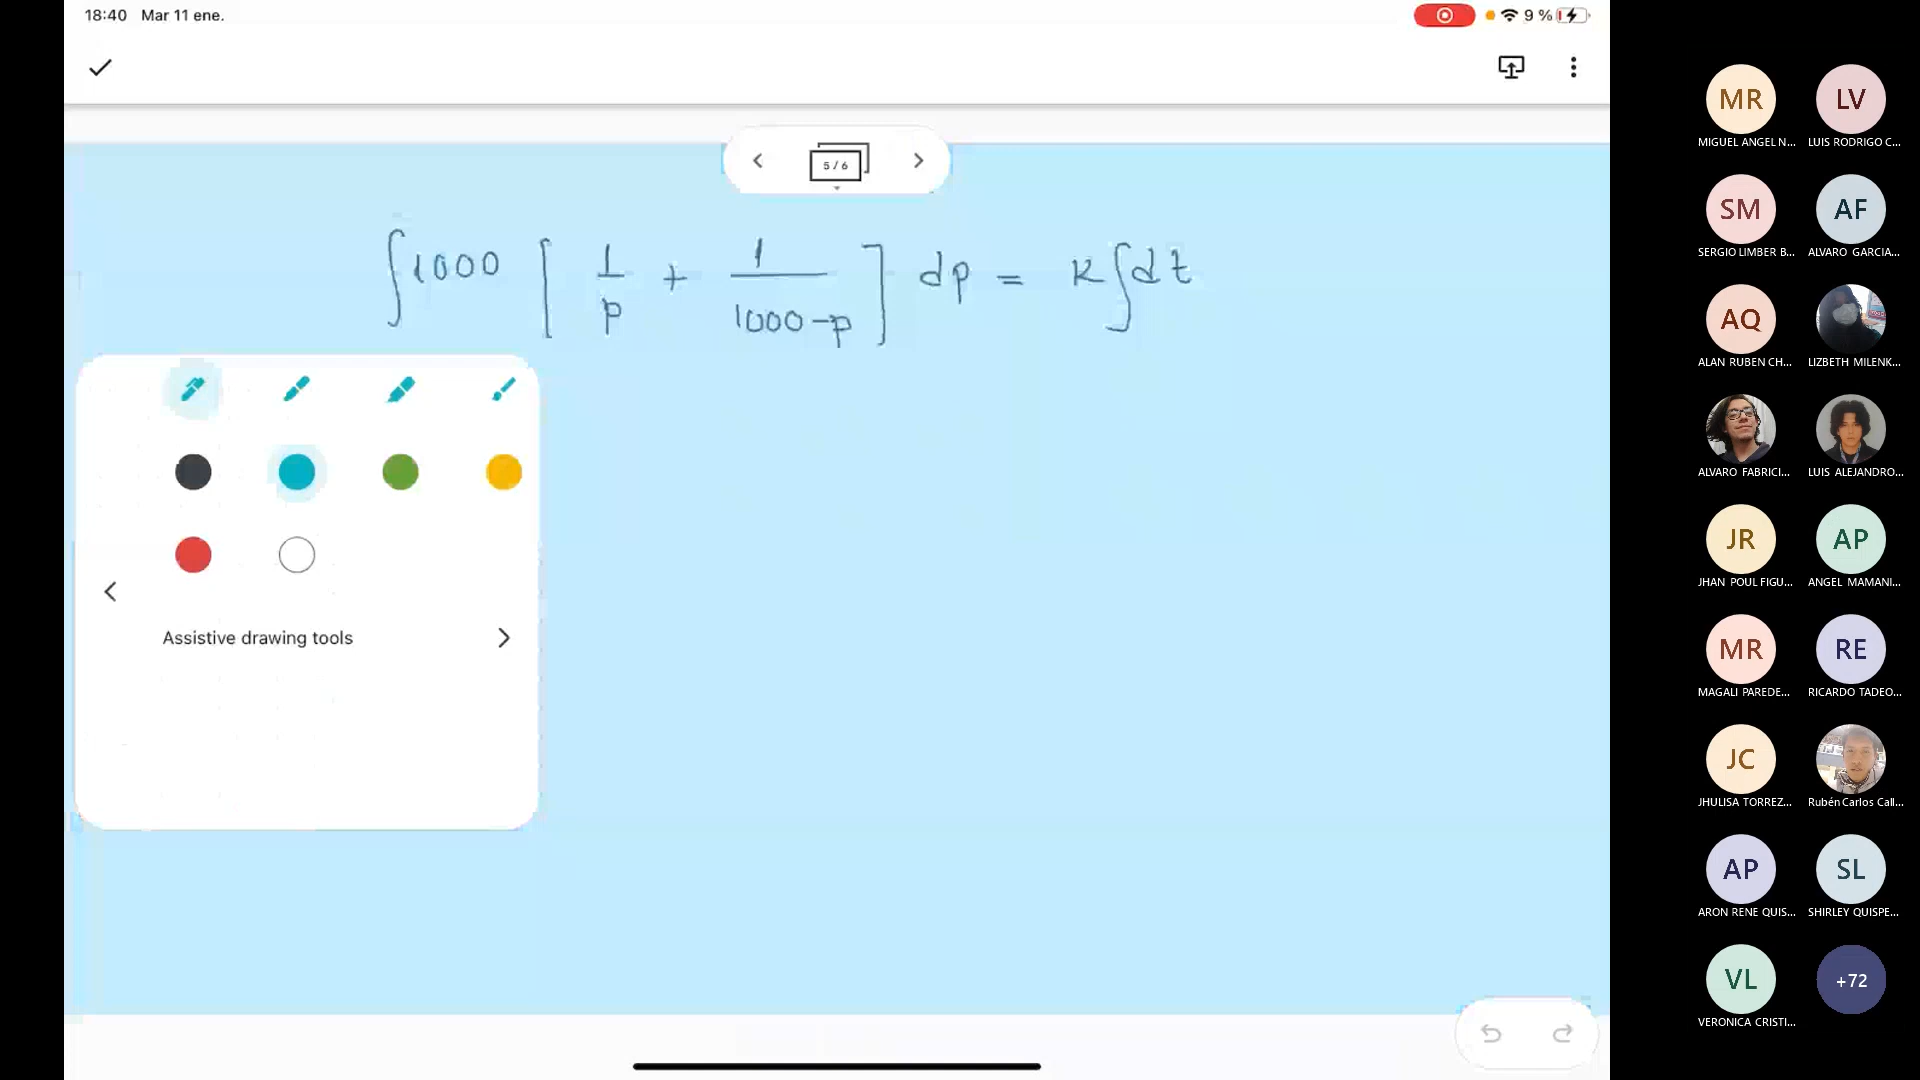 18:40 Mar 11 ene. 9 %
5 / 6
∫1000 [ 1/p + 1/(1000-p) ] dp = K∫dt
Assistive drawing tools
MR LV
MIGUEL ANGEL N... LUIS RODRIGO C...
SM AF
SERGIO LIMBER B... ALVARO GARCIA...
AQ
ALAN RUBEN CH... LIZBETH MILENK...
ALVARO FABRICI... LUIS ALEJANDRO...
JR AP
JHAN POUL FIGU... ANGEL MAMANI...
MR RE
MAGALI PAREDE... RICARDO TADEO...
JC
JHULISA TORREZ... Rubén Carlos Call...
AP SL
ARON RENE QUIS... SHIRLEY QUISPE...
VL +72
VERONICA CRISTI...